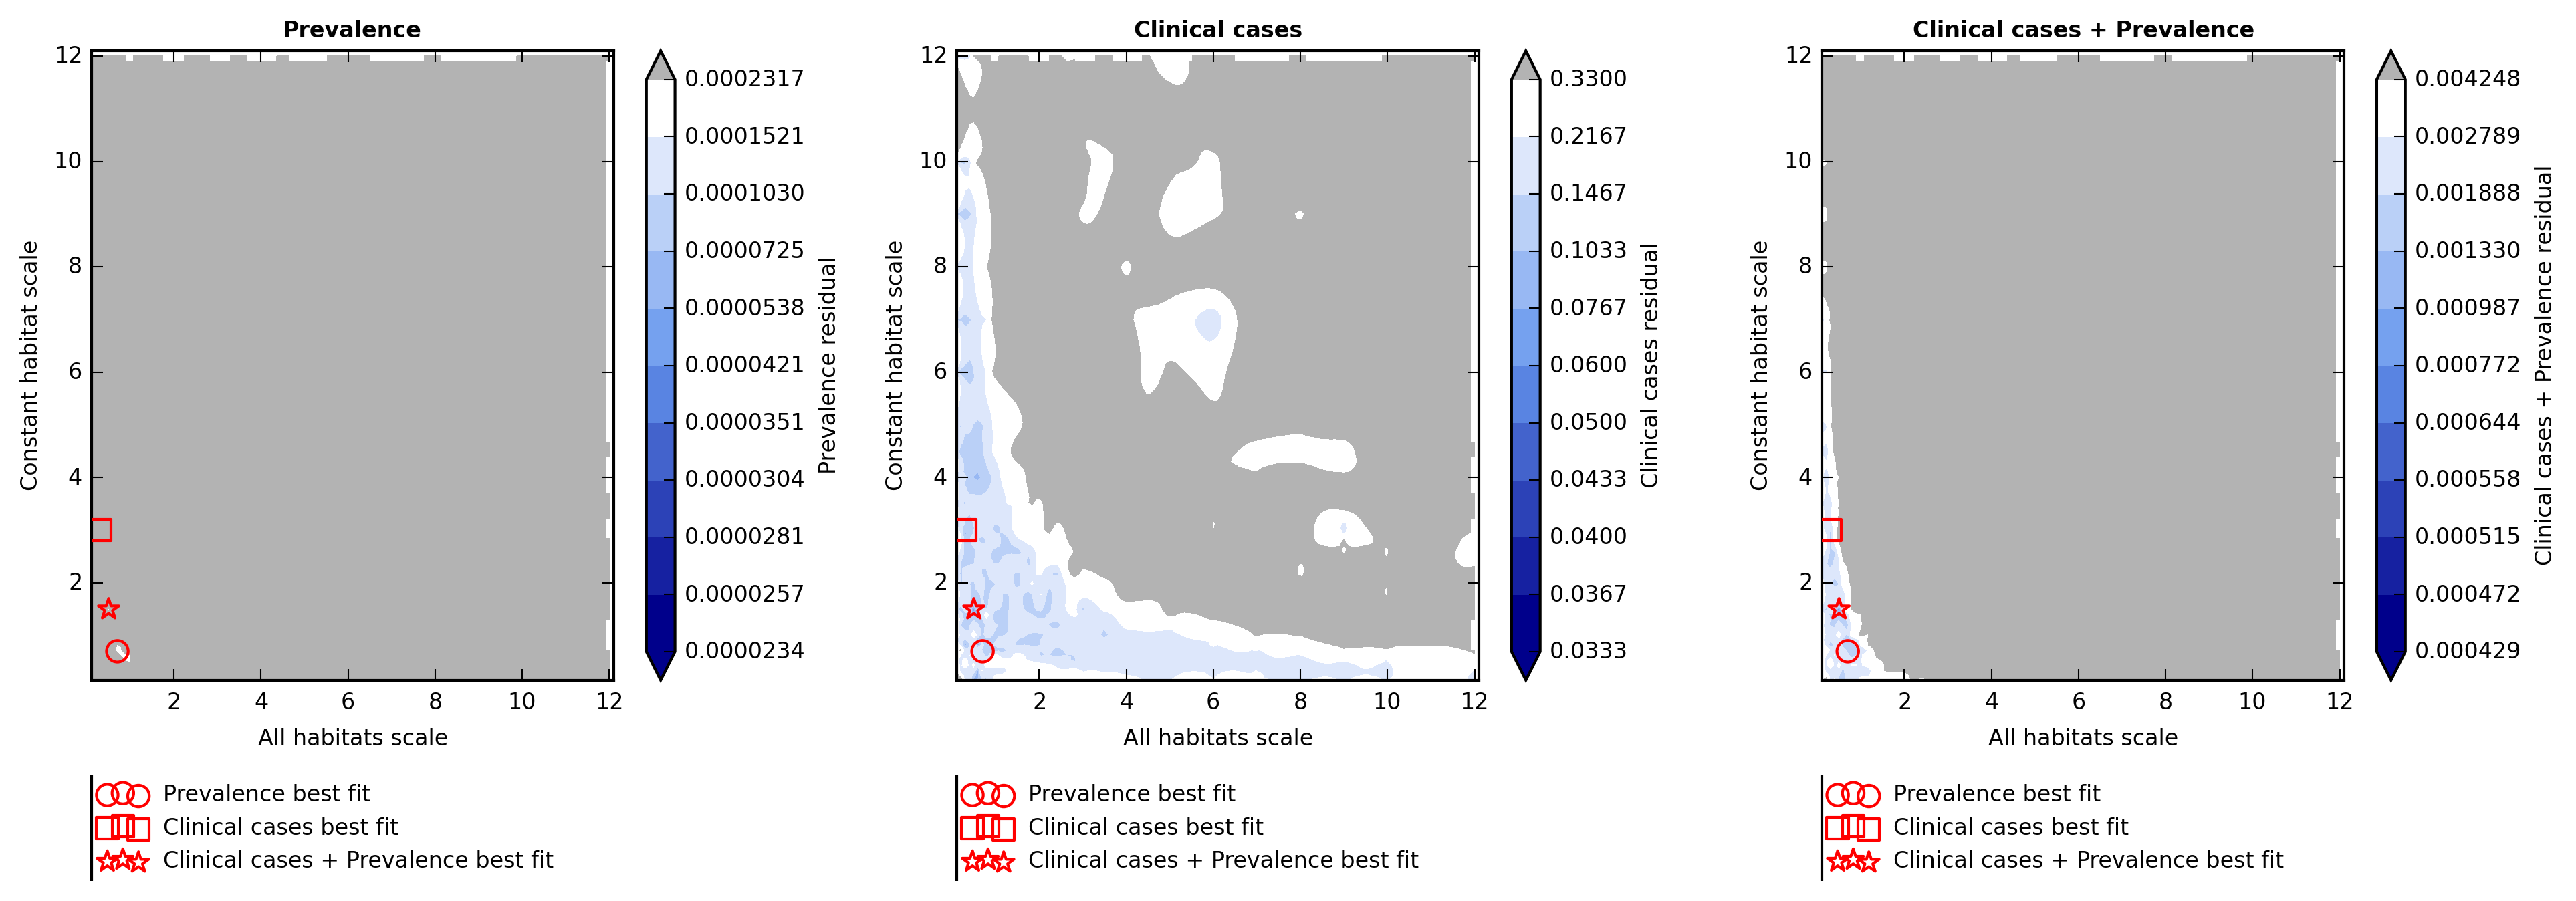 Prevalence
12
10
8
6
4
2
2 4 6 8 10 12
Constant habitat scale
All habitats scale
0.0002317
0.0001521
0.0001030
0.0000725
0.0000538
0.0000421
0.0000351
0.0000304
0.0000281
0.0000257
0.0000234
Prevalence residual
Prevalence best fit
Clinical cases best fit
Clinical cases + Prevalence best fit
Clinical cases
12
10
8
6
4
2
2 4 6 8 10 12
Constant habitat scale
All habitats scale
0.3300
0.2167
0.1467
0.1033
0.0767
0.0600
0.0500
0.0433
0.0400
0.0367
0.0333
Clinical cases residual
Prevalence best fit
Clinical cases best fit
Clinical cases + Prevalence best fit
Clinical cases + Prevalence
12
10
8
6
4
2
2 4 6 8 10 12
Constant habitat scale
All habitats scale
0.004248
0.002789
0.001888
0.001330
0.000987
0.000772
0.000644
0.000558
0.000515
0.000472
0.000429
Clinical cases + Prevalence residual
Prevalence best fit
Clinical cases best fit
Clinical cases + Prevalence best fit